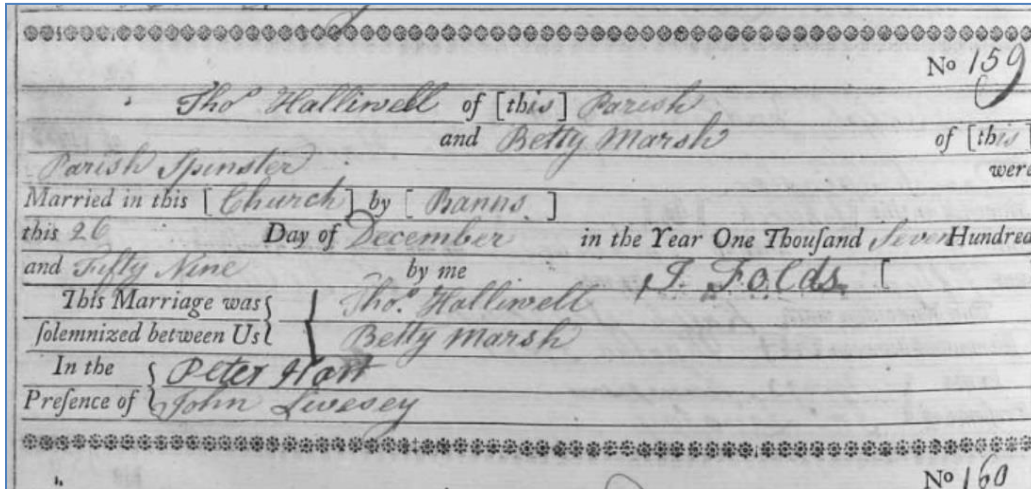 No 159
Thoˢ Halliwell of [this] Parish
and Betty Marsh of [this]
Parish Spinster were
Married in this [Church] by [Banns]
this 26 Day of December in the Year One Thouſand Seven Hundred
and Fifty Nine by me J. Folds [
This Marriage was { Thoˢ. Halliwell
ſolemnized between Us { Betty Marsh
In the { Peter Hart
Preſence of { John Livesey
No 160